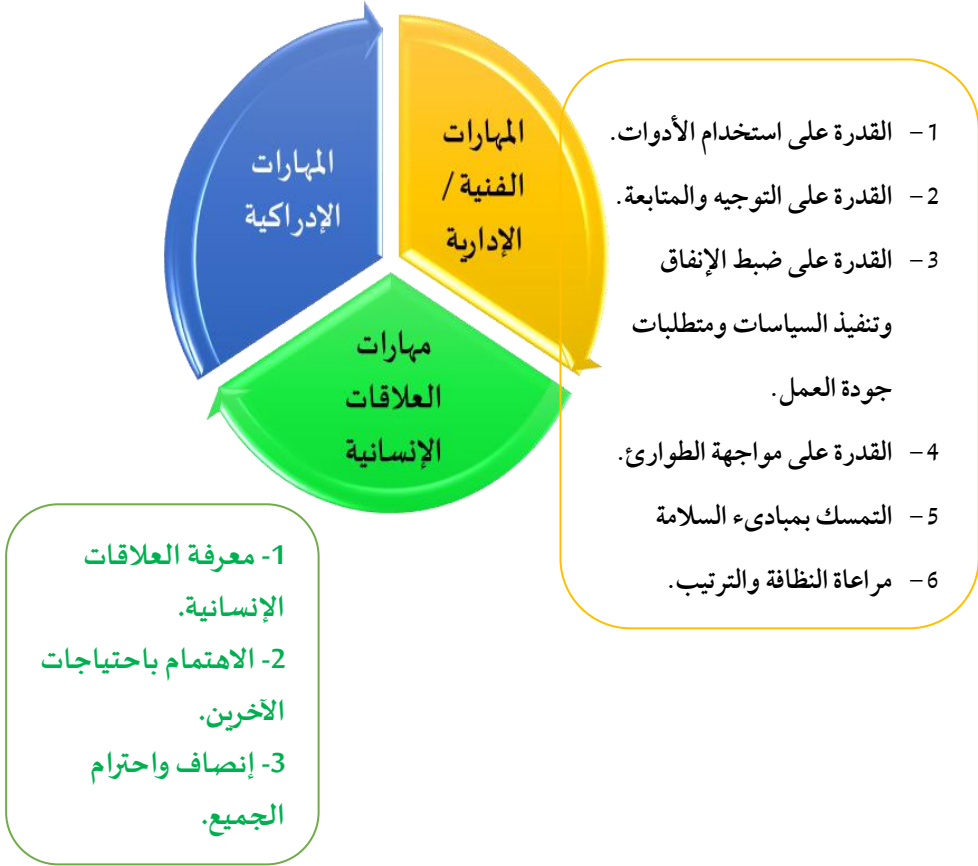 المهارات
الفنية /
الإدارية
1- القدرة على استخدام الأدوات.
2- القدرة على التوجيه والمتابعة.
3- القدرة على ضبط الإنفاق
وتنفيذ السياسات ومتطلبات
جودة العمل.
4- القدرة على مواجهة الطوارئ.
5- التمسك بمبادىء السلامة
6- مراعاة النظافة والترتيب.
المهارات
الإدراكية
مهارات
العلاقات
الإنسانية
1- معرفة العلاقات
الإنسانية.
2- الاهتمام باحتياجات
الآخرين.
3- إنصاف واحترام
الجميع.